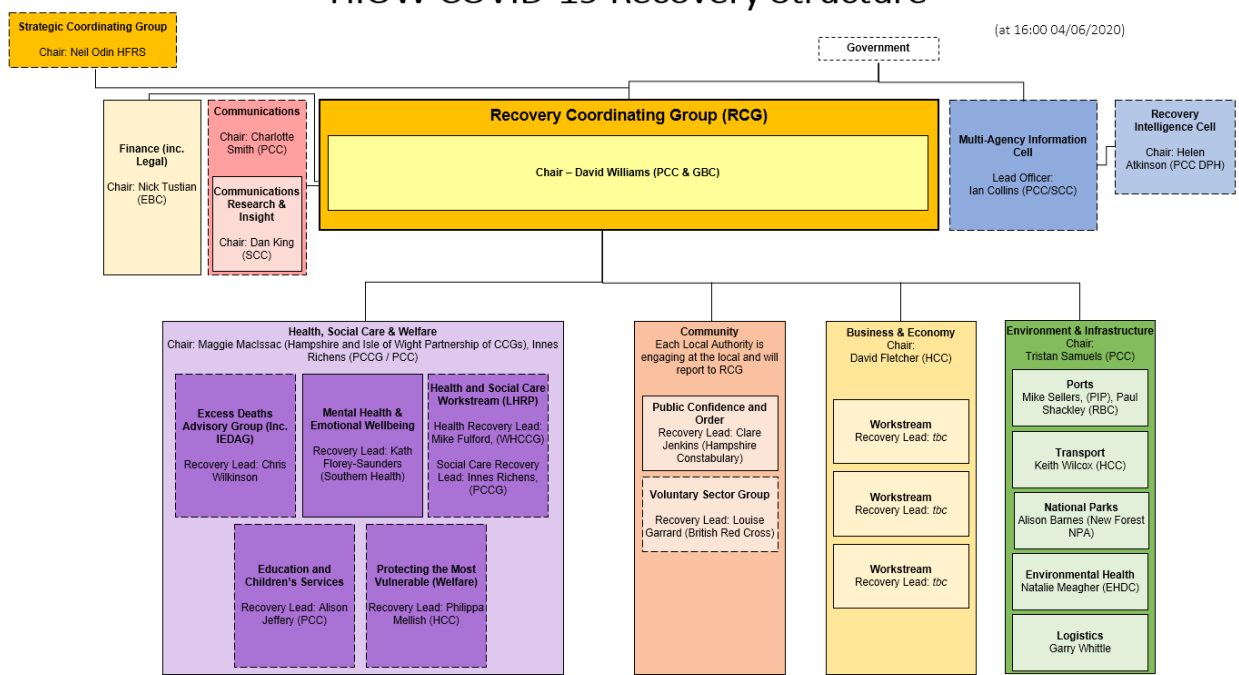 HIOW COVID-19 Recovery Structure
(at 16:00 04/06/2020)
Strategic Coordinating Group
Chair: Neil Odin HFRS
Government
Finance (inc.
Legal)
Chair: Nick Tustian
(EBC)
Communications
Chair: Charlotte
Smith (PCC)
Communications
Research &
Insight
Chair: Dan King
(SCC)
Recovery Coordinating Group (RCG)
Chair – David Williams (PCC & GBC)
Multi-Agency Information
Cell
Lead Officer:
Ian Collins (PCC/SCC)
Recovery
Intelligence Cell
Chair: Helen
Atkinson (PCC DPH)
Health, Social Care & Welfare
Chair: Maggie MacIssac (Hampshire and Isle of Wight Partnership of CCGs), Innes
Richens (PCCG / PCC)
Excess Deaths
Advisory Group (Inc.
IEDAG)
Recovery Lead: Chris
Wilkinson
Mental Health &
Emotional Wellbeing
Recovery Lead: Kath
Florey-Saunders
(Southern Health)
Health and Social Care
Workstream (LHRP)
Health Recovery Lead:
Mike Fulford, (WHCCG)
Social Care Recovery
Lead: Innes Richens,
(PCCG)
Education and
Children's Services
Recovery Lead: Alison
Jeffery (PCC)
Protecting the Most
Vulnerable (Welfare)
Recovery Lead: Philippa
Mellish (HCC)
Community
Each Local Authority is
engaging at the local and will
report to RCG
Public Confidence and
Order
Recovery Lead: Clare
Jenkins (Hampshire
Constabulary)
Voluntary Sector Group
Recovery Lead: Louise
Garrard (British Red Cross)
Business & Economy
Chair:
David Fletcher (HCC)
Workstream
Recovery Lead: tbc
Workstream
Recovery Lead: tbc
Workstream
Recovery Lead: tbc
Environment & Infrastructure
Chair:
Tristan Samuels (PCC)
Ports
Mike Sellers, (PIP), Paul
Shackley (RBC)
Transport
Keith Wilcox (HCC)
National Parks
Alison Barnes (New Forest
NPA)
Environmental Health
Natalie Meagher (EHDC)
Logistics
Garry Whittle